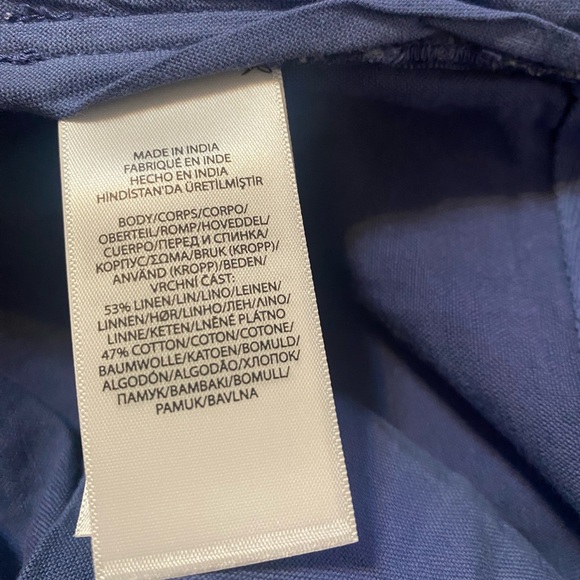 MADE IN INDIA
FABRIQUÉ EN INDE
HECHO EN INDIA
HİNDİSTAN'DA ÜRETİLMİŞTİR
BODY/CORPS/CORPO/
OBERTEIL/ROMP/HOVEDDEL/
CUERPO/ПЕРЕД И СПИНКА/
КОРПУС/ΣΩΜΑ/BRUK (KROPP)/
ANVÄND (KROPP)/BEDEN/
VRCHNÍ ČÁST:
53% LINEN/LIN/LINO/LEINEN/
LINNEN/HØR/LINHO/ЛЕН/ΛΙΝΟ/
LINNE/KETEN/LNĚNÉ PLÁTNO
47% COTTON/COTON/COTONE/
BAUMWOLLE/KATOEN/BOMULD/
ALGODÓN/ALGODÃO/ХЛОПОК/
ПАМУК/ΒΑΜΒΑΚΙ/BOMULL/
PAMUK/BAVLNA